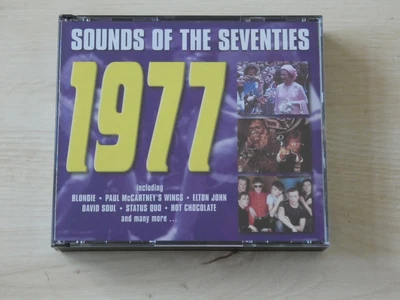 SOUNDS OF THE SEVENTIES
1977
including
BLONDIE • PAUL McCARTNEY'S WINGS • ELTON JOHN
DAVID SOUL • STATUS QUO • HOT CHOCOLATE
and many more ...